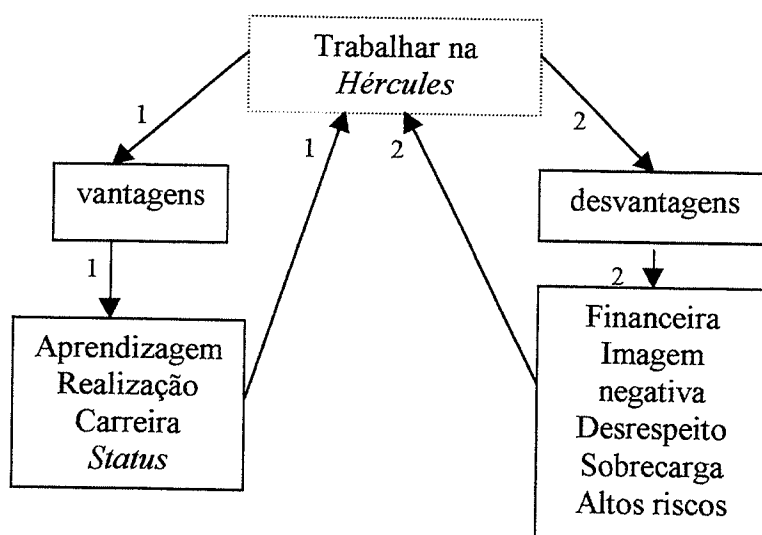 Trabalhar na
Hércules
1
2
1
2
vantagens
desvantagens
1
2
Aprendizagem
Realização
Carreira
Status
Financeira
Imagem
negativa
Desrespeito
Sobrecarga
Altos riscos